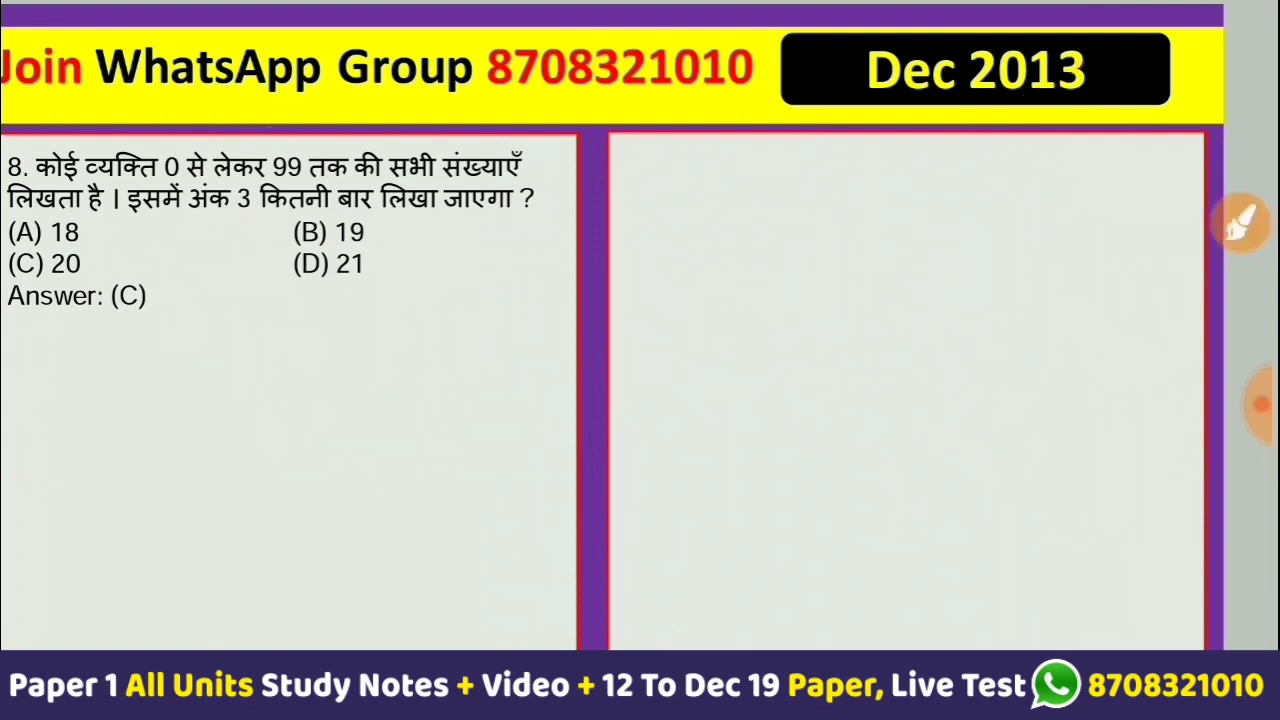 Join WhatsApp Group 8708321010
Dec 2013
8. कोई व्यक्ति 0 से लेकर 99 तक की सभी संख्याएँ
लिखता है । इसमें अंक 3 कितनी बार लिखा जाएगा ?
(A) 18 (B) 19
(C) 20 (D) 21
Answer: (C)
Paper 1 All Units Study Notes + Video + 12 To Dec 19 Paper, Live Test 8708321010